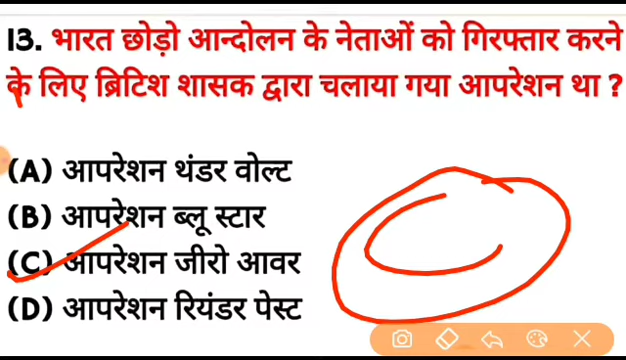 13. भारत छोड़ो आन्दोलन के नेताओं को गिरफ्तार करने
के लिए ब्रिटिश शासक द्वारा चलाया गया आपरेशन था ?
(A) आपरेशन थंडर वोल्ट
(B) आपरेशन ब्लू स्टार
(C) आपरेशन जीरो आवर
(D) आपरेशन रियंडर पेस्ट